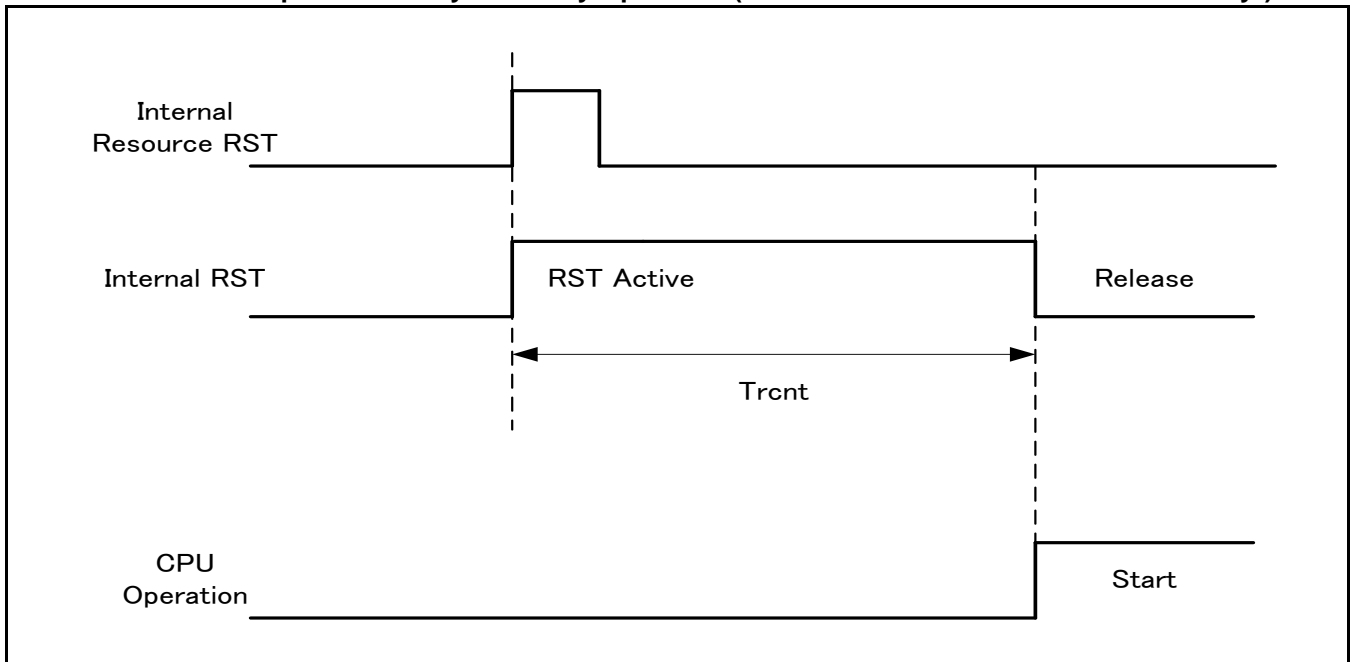 Internal
Resource RST
Internal RST
RST Active
Release
Trcnt
CPU
Operation
Start